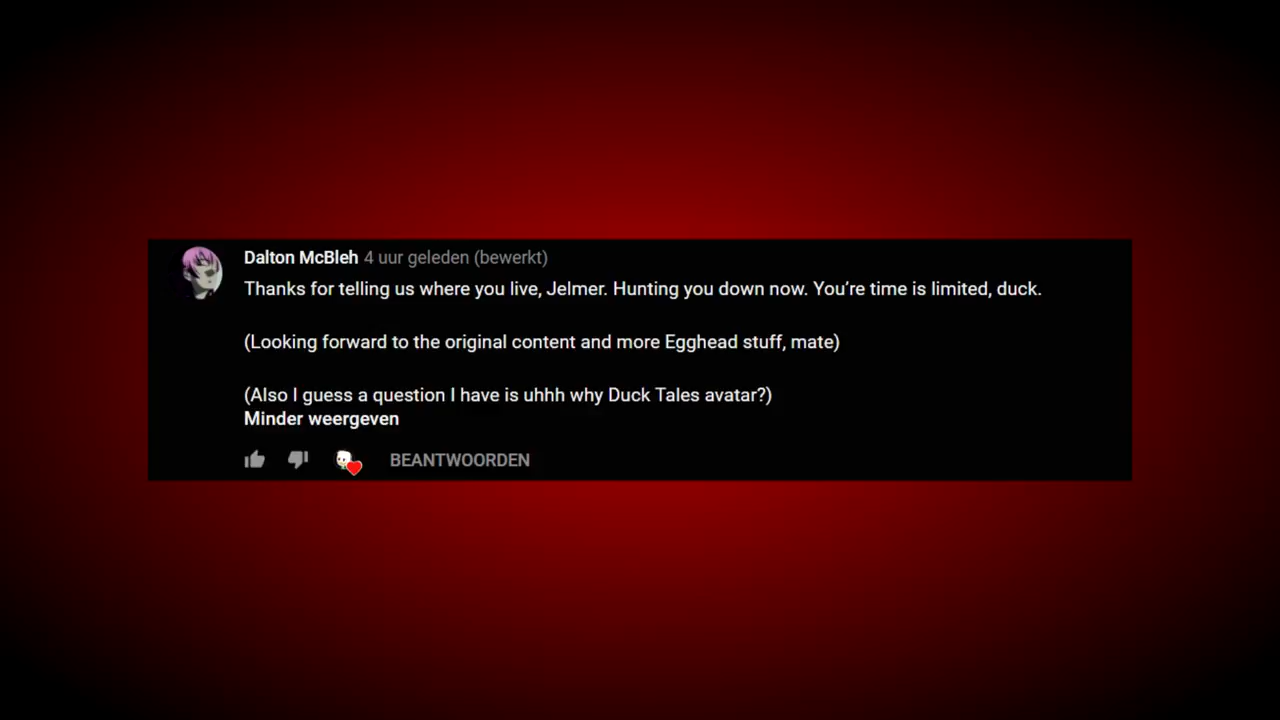 Dalton McBleh 4 uur geleden (bewerkt)
Thanks for telling us where you live, Jelmer. Hunting you down now. You’re time is limited, duck.
(Looking forward to the original content and more Egghead stuff, mate)
(Also I guess a question I have is uhhh why Duck Tales avatar?)
Minder weergeven
BEANTWOORDEN